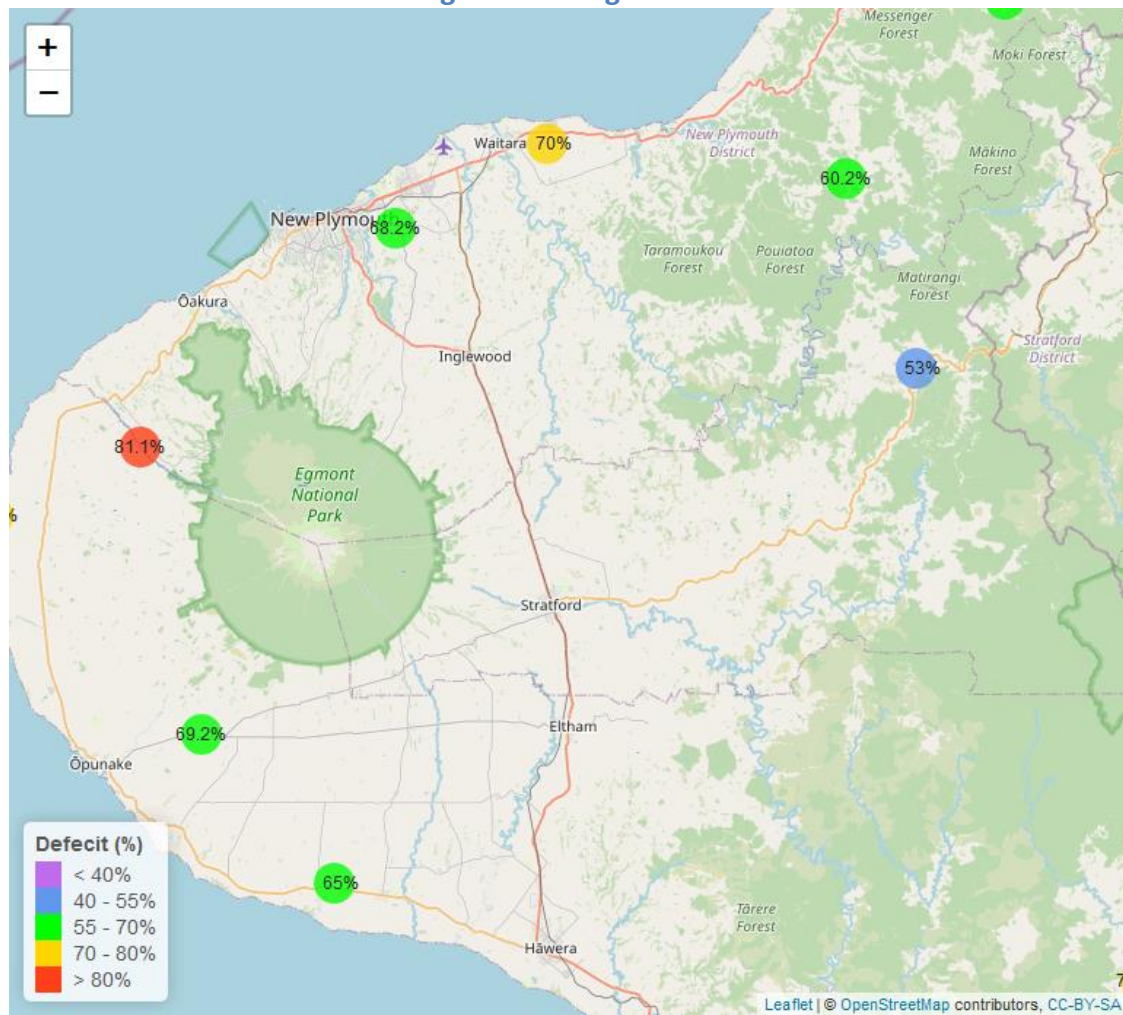 +
−
Messenger
Forest
Moki Forest
Waitara
70%
New Plymouth
District
Mākino
Forest
60.2%
New Plymouth
68.2%
Taramoukou
Forest
Pouiatoa
Forest
Matirangi
Forest
Ōakura
Inglewood
Stratford
District
53%
81.1%
Egmont
National
Park
%
Stratford
69.2%
Eltham
Ōpunake
Defecit (%)
< 40%
40 - 55%
55 - 70%
70 - 80%
> 80%
65%
Tārere
Forest
Hāwera
7
Leaflet | © OpenStreetMap contributors, CC-BY-SA